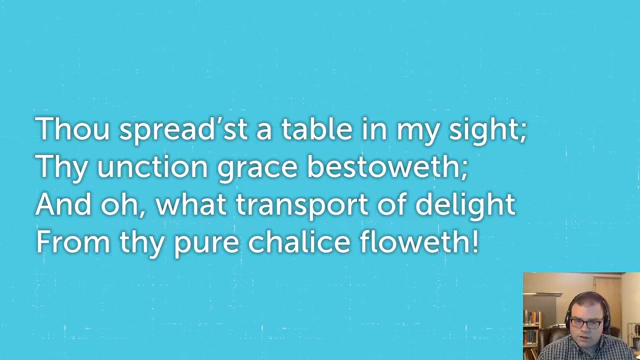 Thou spread’st a table in my sight;
Thy unction grace bestoweth;
And oh, what transport of delight
From thy pure chalice floweth!